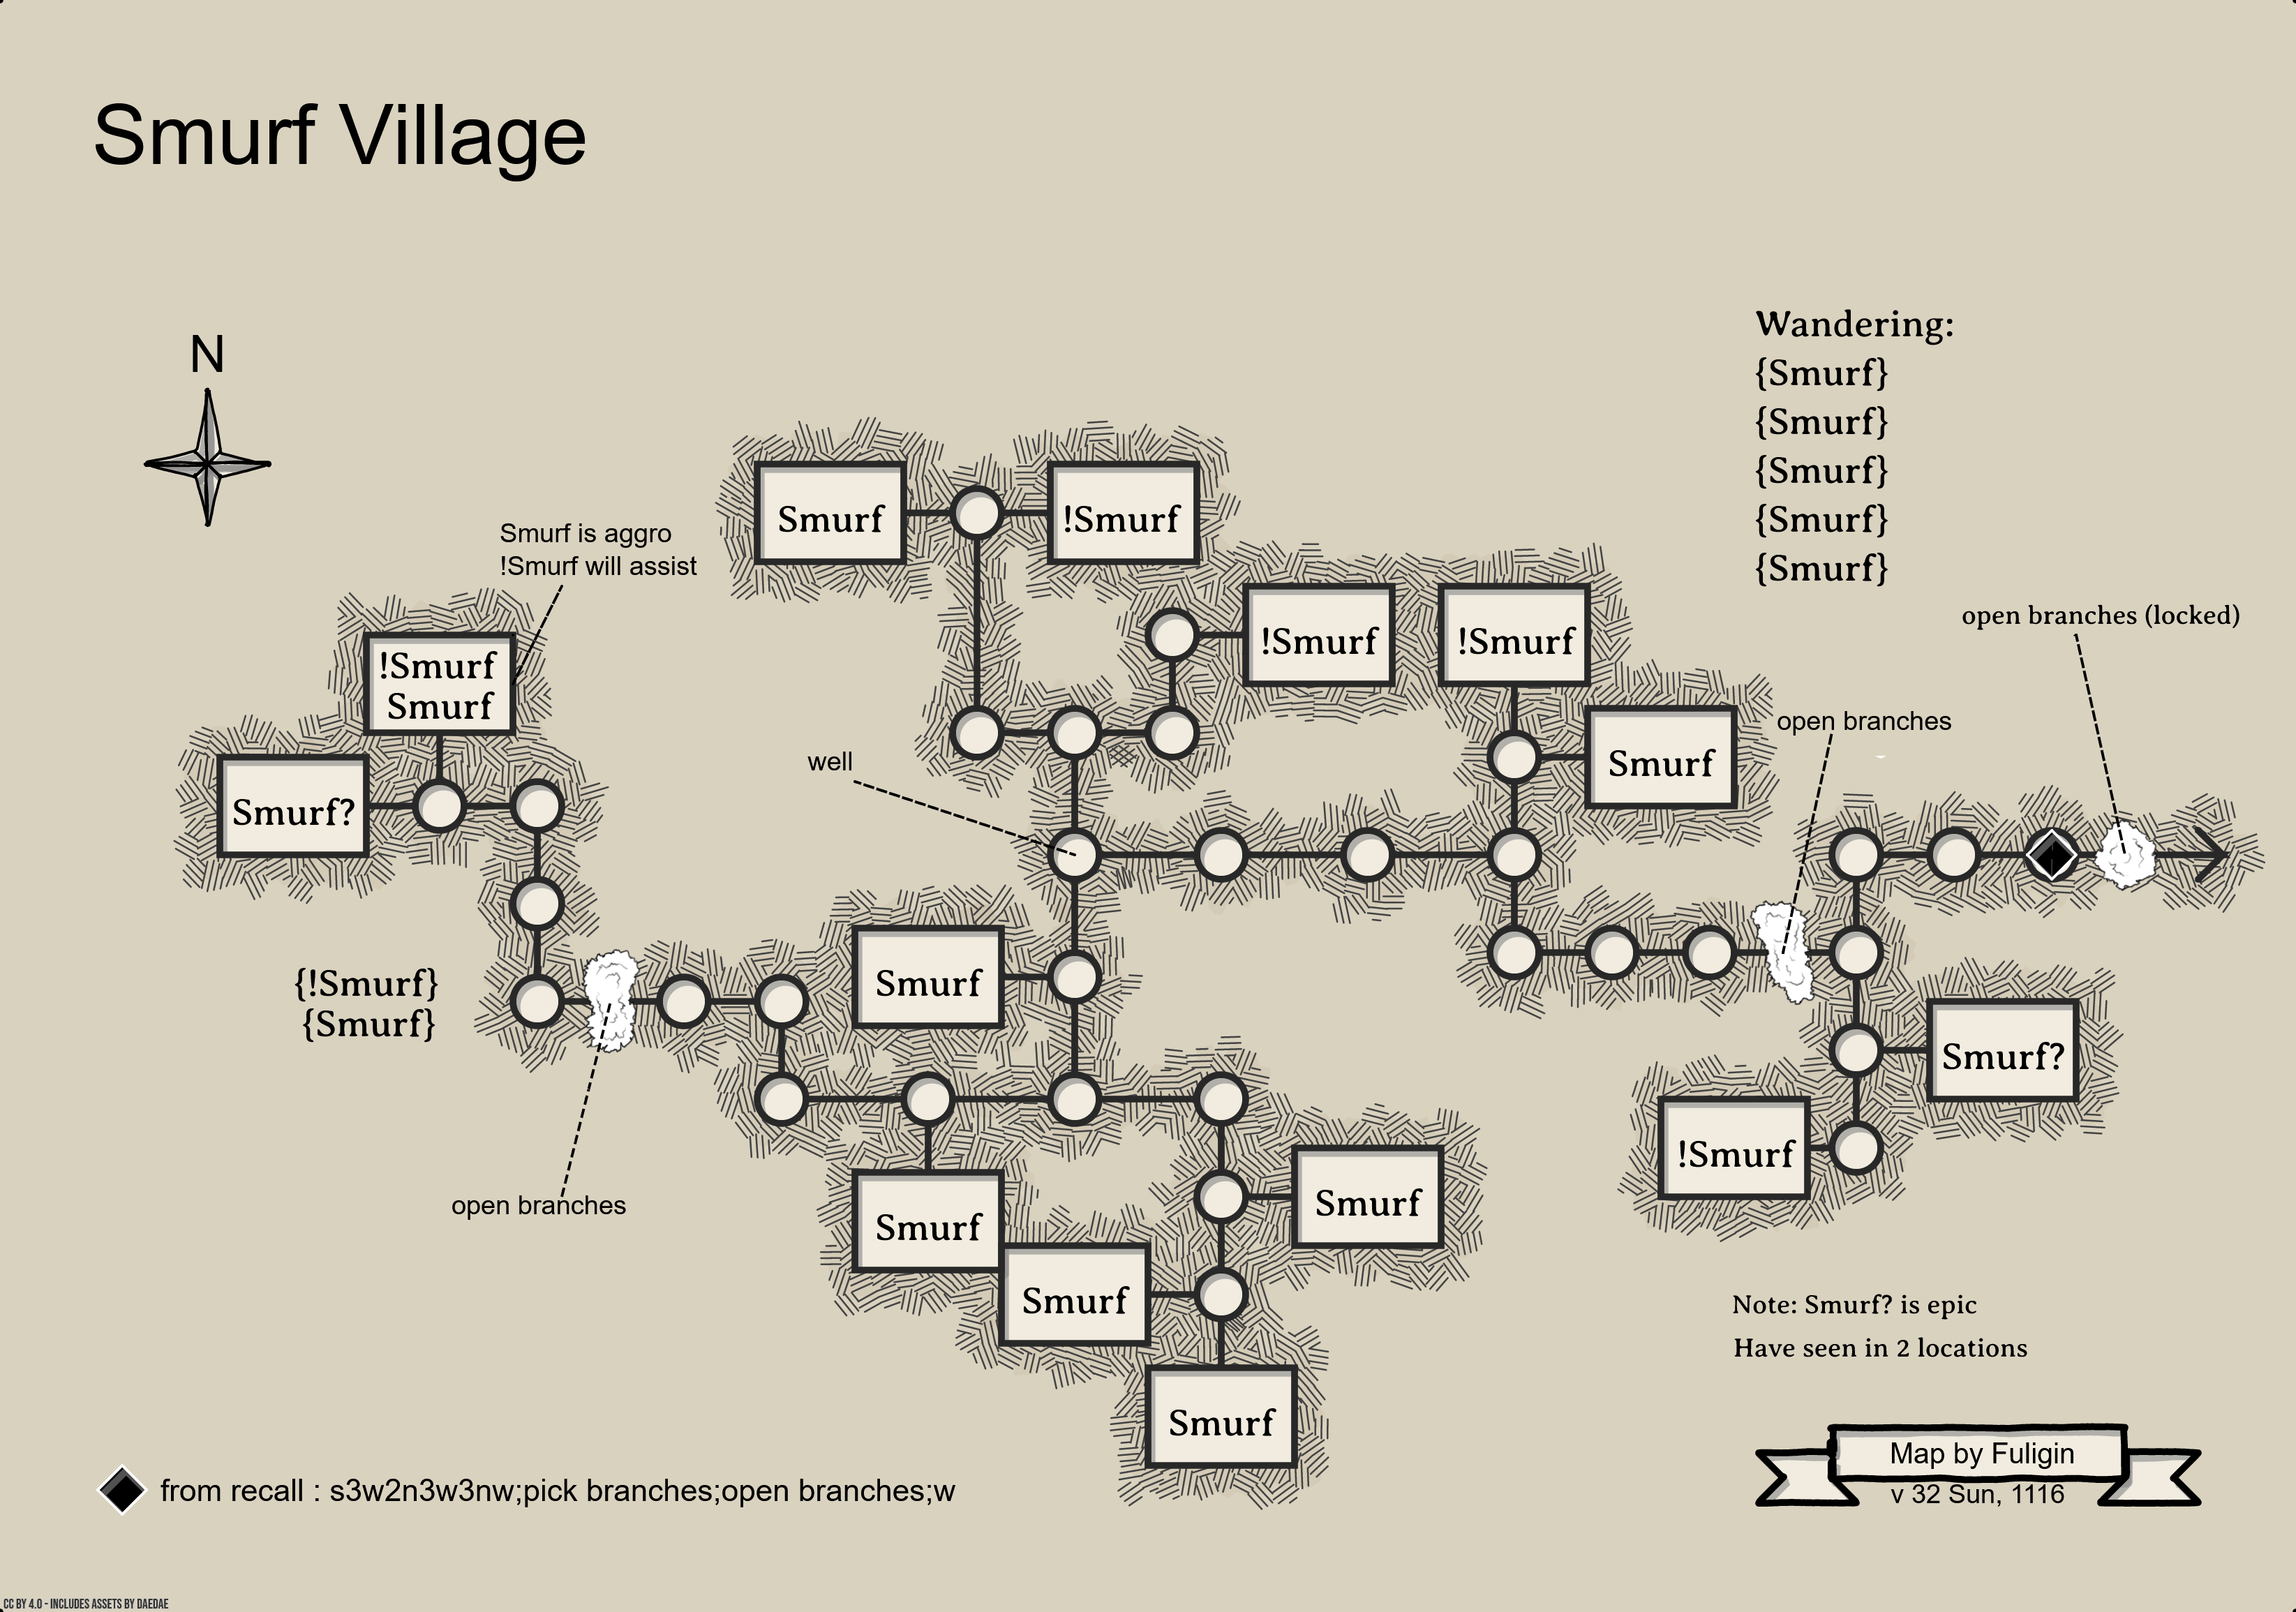 Smurf Village
N
Wandering:
{Smurf}
{Smurf}
{Smurf}
{Smurf}
{Smurf}
open branches (locked)
Smurf
!Smurf
Smurf is aggro
!Smurf will assist
!Smurf
!Smurf
!Smurf
Smurf
open branches
Smurf
well
Smurf?
{!Smurf}
{Smurf}
Smurf
Smurf?
!Smurf
open branches
Smurf
Smurf
Smurf
Note: Smurf? is epic
Have seen in 2 locations
Smurf
from recall : s3w2n3w3nw;pick branches;open branches;w
Map by Fuligin
v 32 Sun, 1116
CC BY 4.0 - INCLUDES ASSETS BY DAEDAE